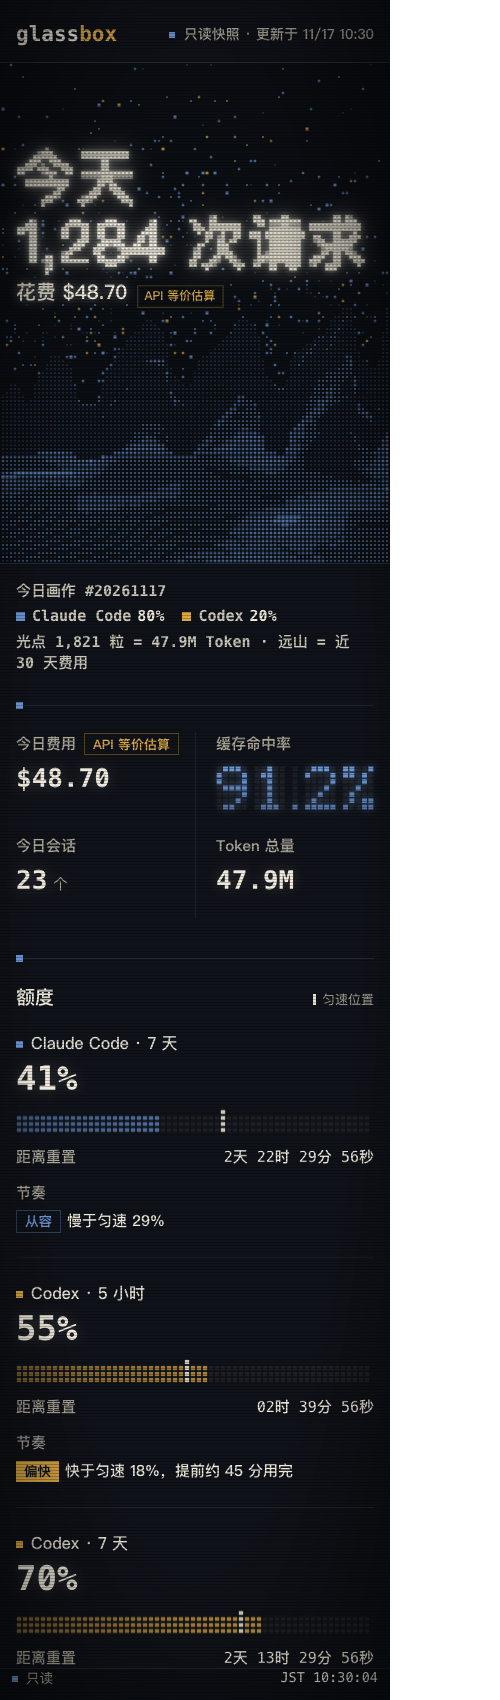 glassbox
只读快照 · 更新于 11/17 10:30
今天
1,284 次请求
花费 $48.70 API 等价估算
今日画作 #20261117
Claude Code 80% Codex 20%
光点 1,821 粒 = 47.9M Token · 远山 = 近
30 天费用
今日费用 API 等价估算
$48.70
缓存命中率
91.2%
今日会话
23 个
Token 总量
47.9M
额度
匀速位置
Claude Code · 7 天
41%
距离重置 2天 22时 29分 56秒
节奏
从容 慢于匀速 29%
Codex · 5 小时
55%
距离重置 02时 39分 56秒
节奏
偏快 快于匀速 18%，提前约 45 分用完
Codex · 7 天
70%
距离重置 2天 13时 29分 56秒
只读 JST 10:30:04